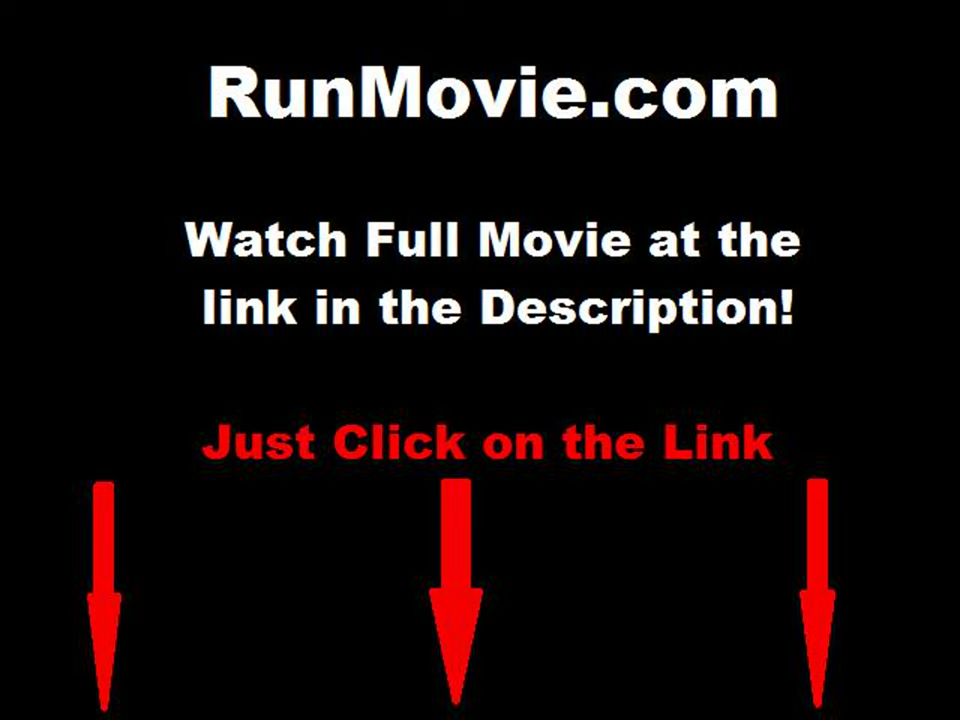 RunMovie.com
Watch Full Movie at the
link in the Description!
Just Click on the Link